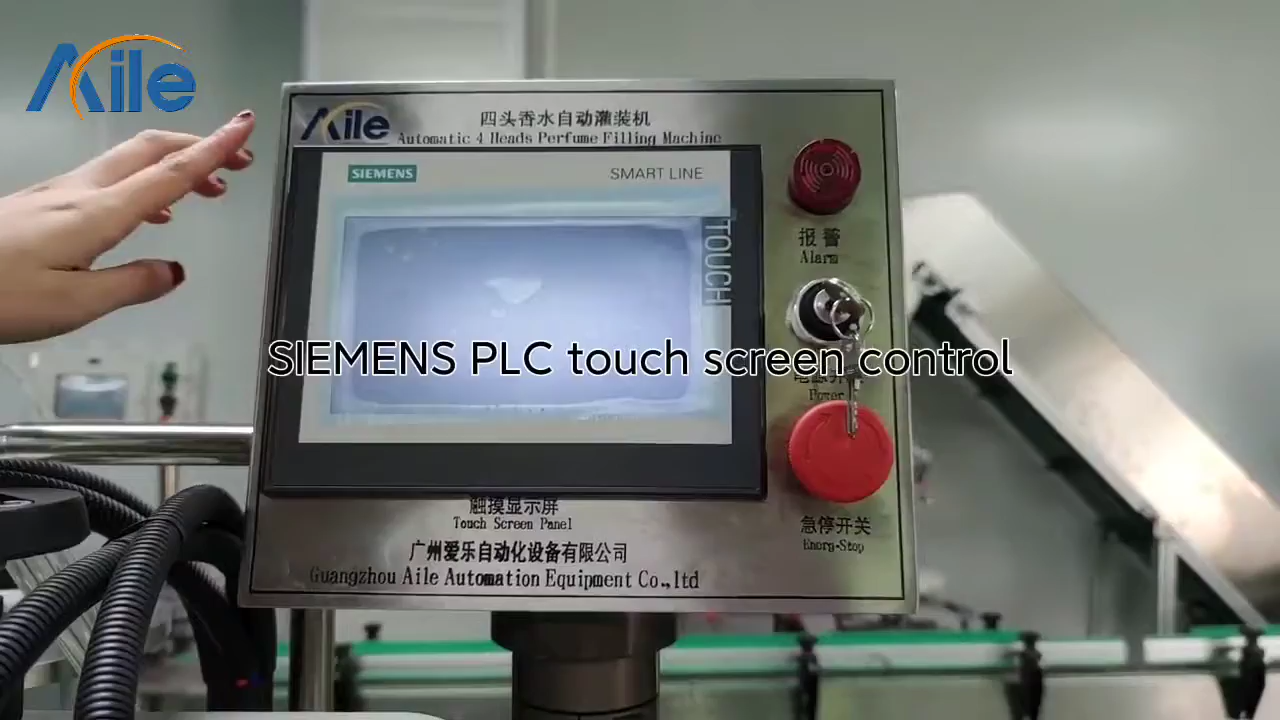 Aile
Aile
四头香水自动灌装机
Automatic 4 Heads Perfume Filling Machine
SIEMENS
SMART LINE
TOUCH
报警
Alarm
SIEMENS PLC touch screen control
Power
触摸显示屏
Touch Screen Panel
急停开关
Emerg-Stop
广州爱乐自动化设备有限公司
Guangzhou Aile Automation Equipment Co.,ltd